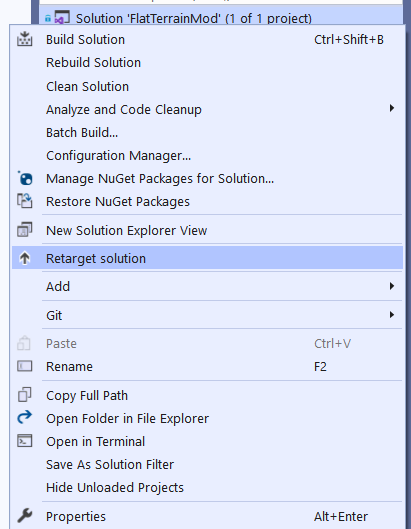 Solution 'FlatTerrainMod' (1 of 1 project)
Build Solution Ctrl+Shift+B
Rebuild Solution
Clean Solution
Analyze and Code Cleanup
Batch Build...
Configuration Manager...
Manage NuGet Packages for Solution...
Restore NuGet Packages
New Solution Explorer View
Retarget solution
Add
Git
Paste Ctrl+V
Rename F2
Copy Full Path
Open Folder in File Explorer
Open in Terminal
Save As Solution Filter
Hide Unloaded Projects
Properties Alt+Enter